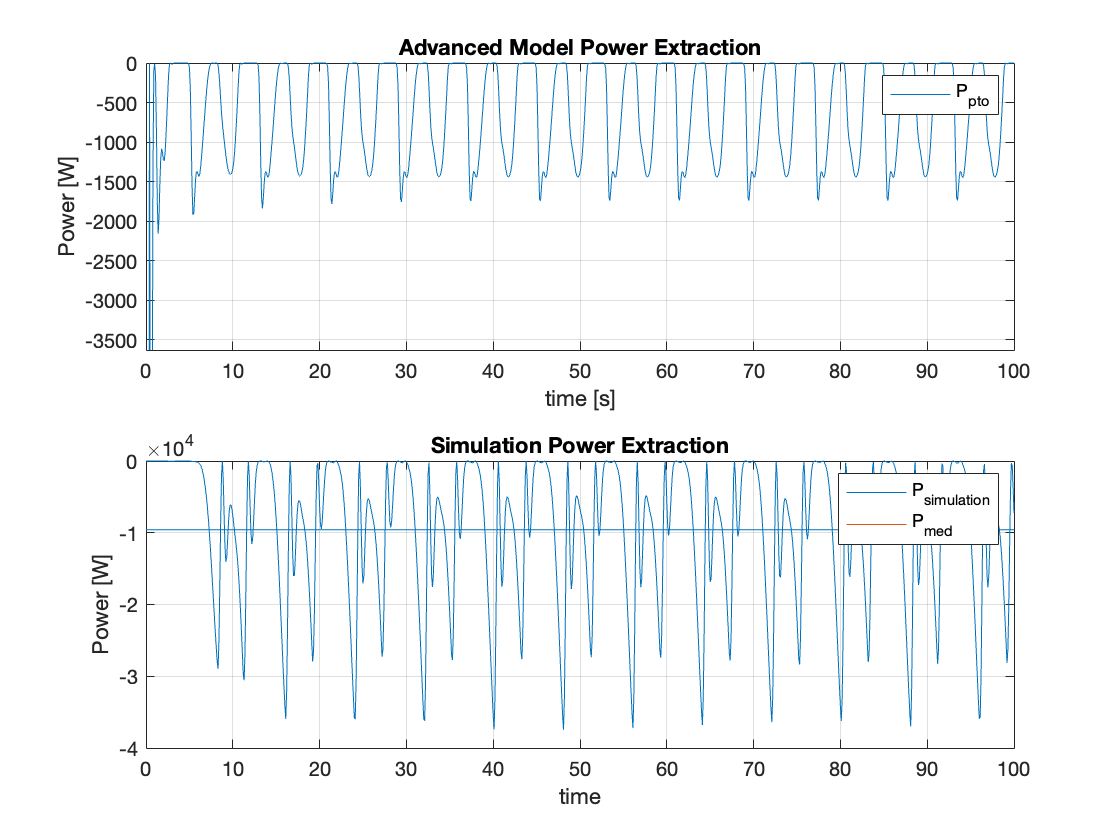 Advanced Model Power Extraction
0
-500
-1000
-1500
-2000
-2500
-3000
-3500
Power [W]
P_pto
0 10 20 30 40 50 60 70 80 90 100
time [s]
×10^4
Simulation Power Extraction
0
-1
-2
-3
-4
Power [W]
P_simulation
P_med
0 10 20 30 40 50 60 70 80 90 100
time